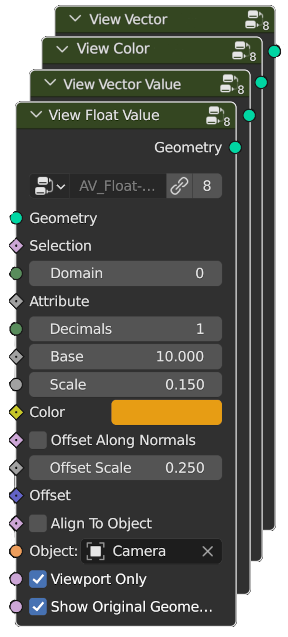 View Vector
8
View Color
8
View Vector Value
8
View Float Value
8
Geometry
AV_Float-... 8
Geometry
Selection
Domain 0
Attribute
Decimals 1
Base 10.000
Scale 0.150
Color
Offset Along Normals
Offset Scale 0.250
Offset
Align To Object
Object: Camera
Viewport Only
Show Original Geome...